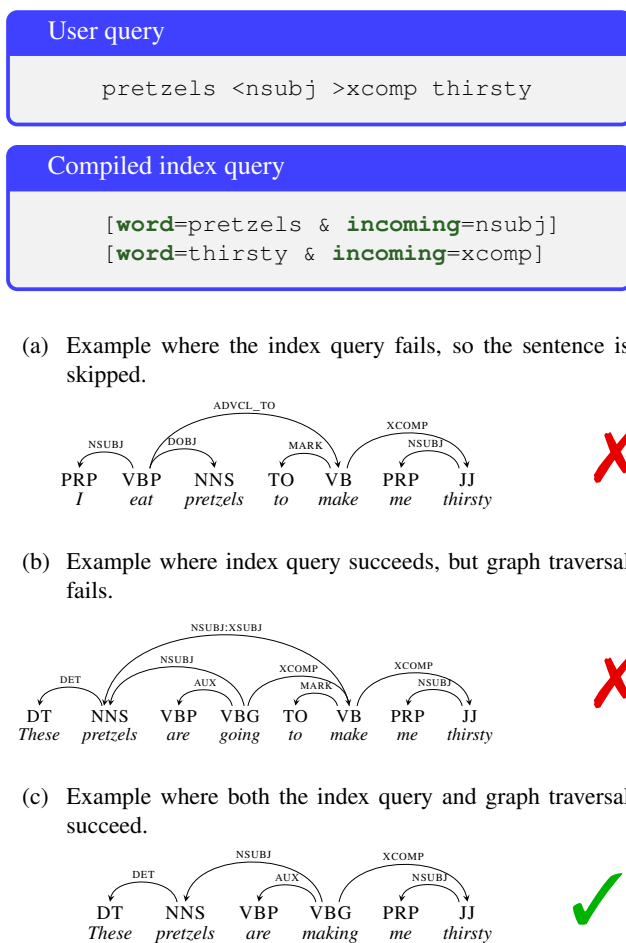 User query
pretzels <nsubj >xcomp thirsty
Compiled index query
[word=pretzels & incoming=nsubj]
[word=thirsty & incoming=xcomp]
(a) Example where the index query fails, so the sentence is
skipped.
ADVCL_TO
XCOMP
NSUBJ DOBJ MARK NSUBJ
PRP VBP NNS TO VB PRP JJ
I eat pretzels to make me thirsty
(b) Example where index query succeeds, but graph traversal
fails.
NSUBJ:XSUBJ
NSUBJ XCOMP XCOMP
DET AUX MARK NSUBJ
DT NNS VBP VBG TO VB PRP JJ
These pretzels are going to make me thirsty
(c) Example where both the index query and graph traversal
succeed.
NSUBJ XCOMP
DET AUX NSUBJ
DT NNS VBP VBG PRP JJ
These pretzels are making me thirsty